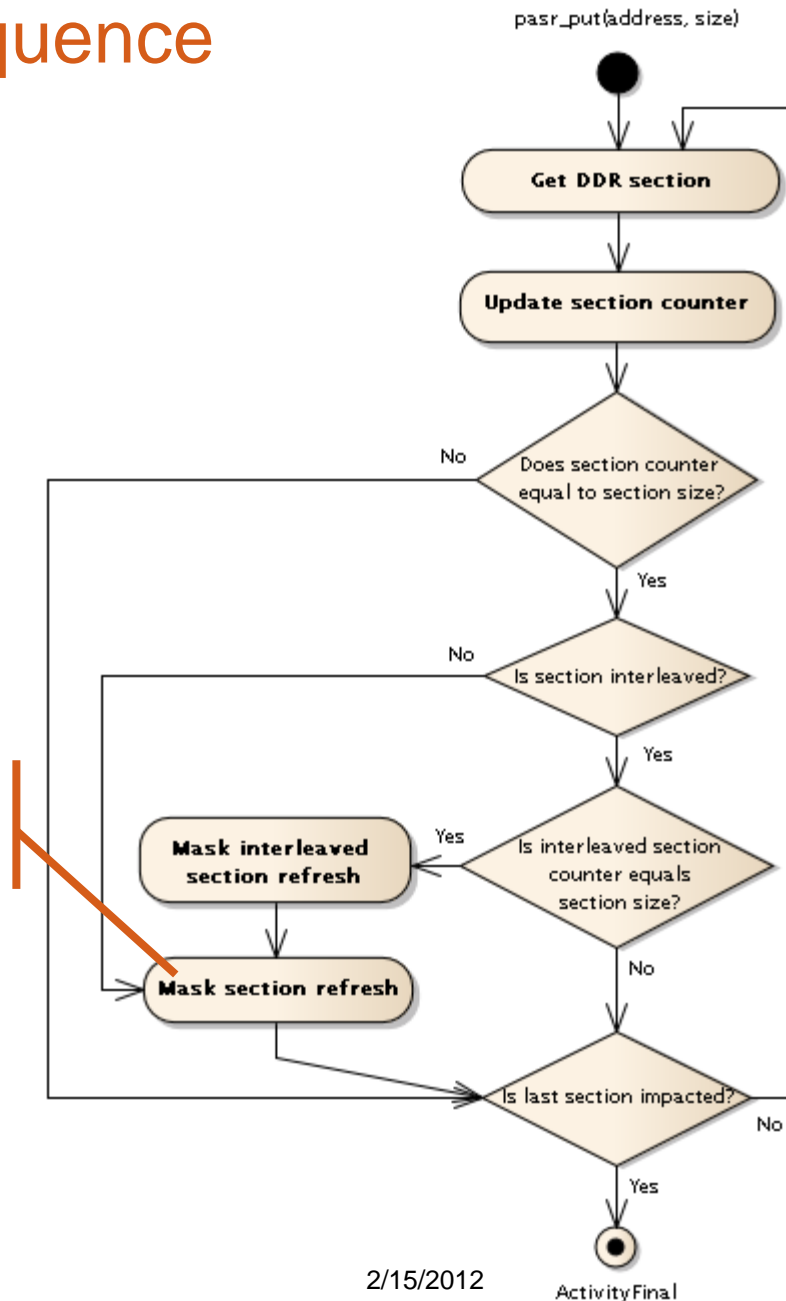 quence
pasr_put(address, size)
Get DDR section
Update section counter
No
Does section counter
equal to section size?
Yes
No
Is section interleaved?
Yes
Mask interleaved
section refresh
Yes
Is interleaved section
counter equals
section size?
No
Mask section refresh
Is last section impacted?
No
Yes
2/15/2012
ActivityFinal